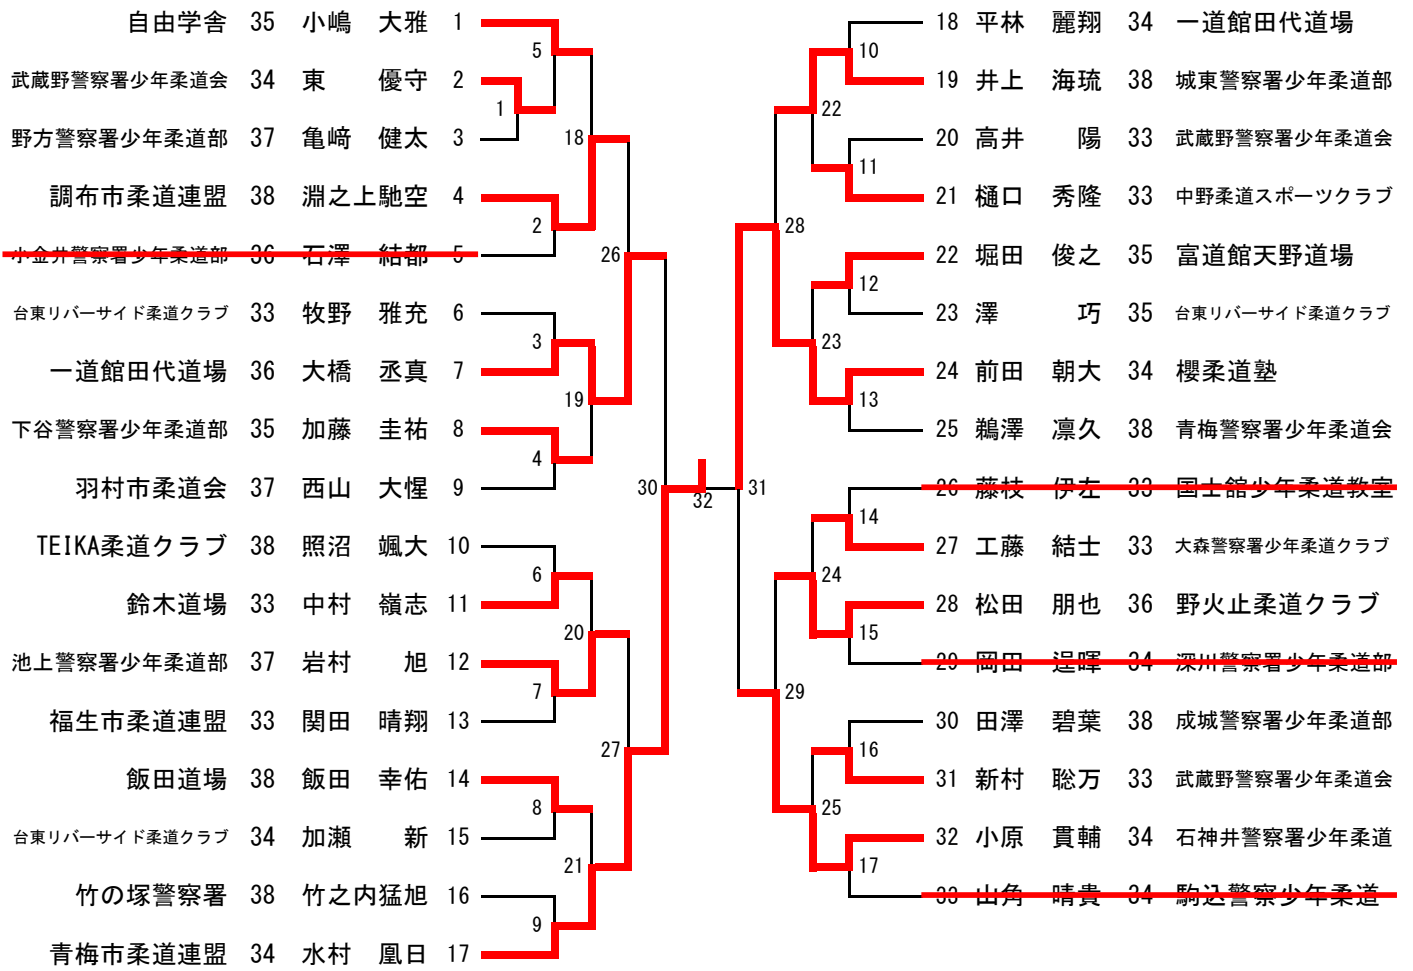 自由学舎 35 小嶋 大雅 1
武蔵野警察署少年柔道会 34 東 優守 2
野方警察署少年柔道部 37 亀﨑 健太 3
調布市柔道連盟 38 淵之上馳空 4
小金井警察署少年柔道部 36 石澤 結都 5
台東リバーサイド柔道クラブ 33 牧野 雅充 6
一道館田代道場 36 大橋 丞真 7
下谷警察署少年柔道部 35 加藤 圭祐 8
羽村市柔道会 37 西山 大惺 9
TEIKA柔道クラブ 38 照沼 颯大 10
鈴木道場 33 中村 嶺志 11
池上警察署少年柔道部 37 岩村 旭 12
福生市柔道連盟 33 関田 晴翔 13
飯田道場 38 飯田 幸佑 14
台東リバーサイド柔道クラブ 34 加瀬 新 15
竹の塚警察署 38 竹之内猛旭 16
青梅市柔道連盟 34 水村 凰日 17
1
2
3
4
5
6
7
8
9
18
19
20
21
26
27
30
32
31
28
29
22
23
24
25
10
11
12
13
14
15
16
17
18 平林 麗翔 34 一道館田代道場
19 井上 海琉 38 城東警察署少年柔道部
20 高井 陽 33 武蔵野警察署少年柔道会
21 樋口 秀隆 33 中野柔道スポーツクラブ
22 堀田 俊之 35 富道館天野道場
23 澤 巧 35 台東リバーサイド柔道クラブ
24 前田 朝大 34 櫻柔道塾
25 鵜澤 凛久 38 青梅警察署少年柔道会
26 藤枝 伊左 33 国士舘少年柔道教室
27 工藤 結士 33 大森警察署少年柔道クラブ
28 松田 朋也 36 野火止柔道クラブ
29 岡田 暉 34 深川警察署少年柔道部
30 田澤 碧葉 38 成城警察署少年柔道部
31 新村 聡万 33 武蔵野警察署少年柔道会
32 小原 貫輔 34 石神井警察署少年柔道
33 山角 晴貴 34 駒込警察少年柔道